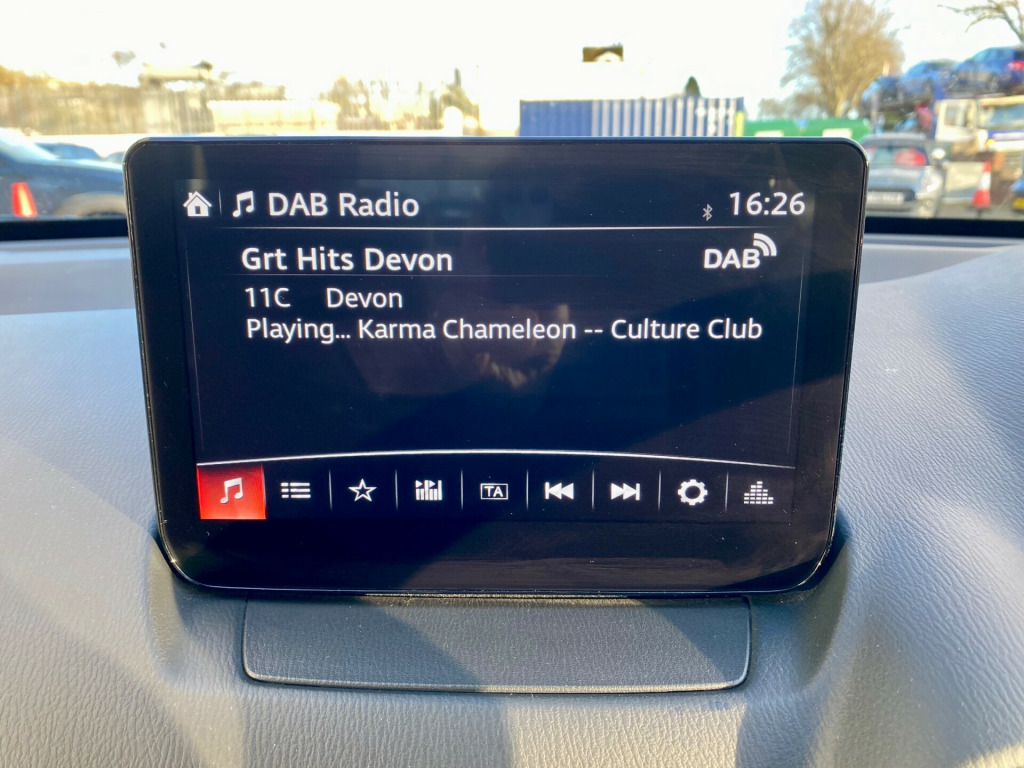 DAB Radio 16:26
Grt Hits Devon DAB
11C Devon
Playing... Karma Chameleon -- Culture Club
TA